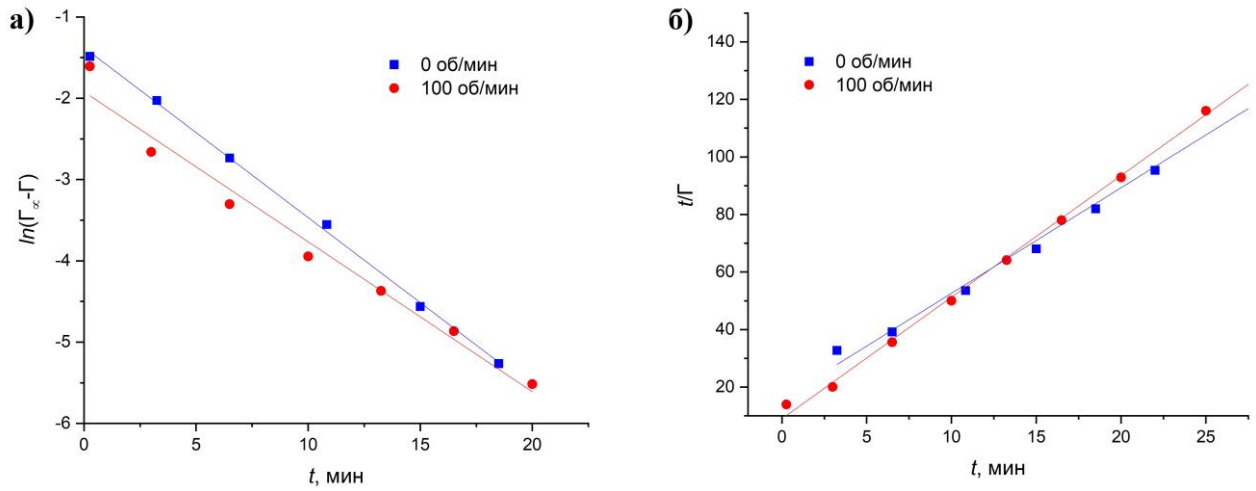 а)
-1
-2
-3
-4
-5
-6
ln(Γ∞-Γ)
0 об/мин
100 об/мин
0 5 10 15 20
t, мин
б)
140
120
100
80
60
40
20
t/Γ
0 об/мин
100 об/мин
0 5 10 15 20 25
t, мин